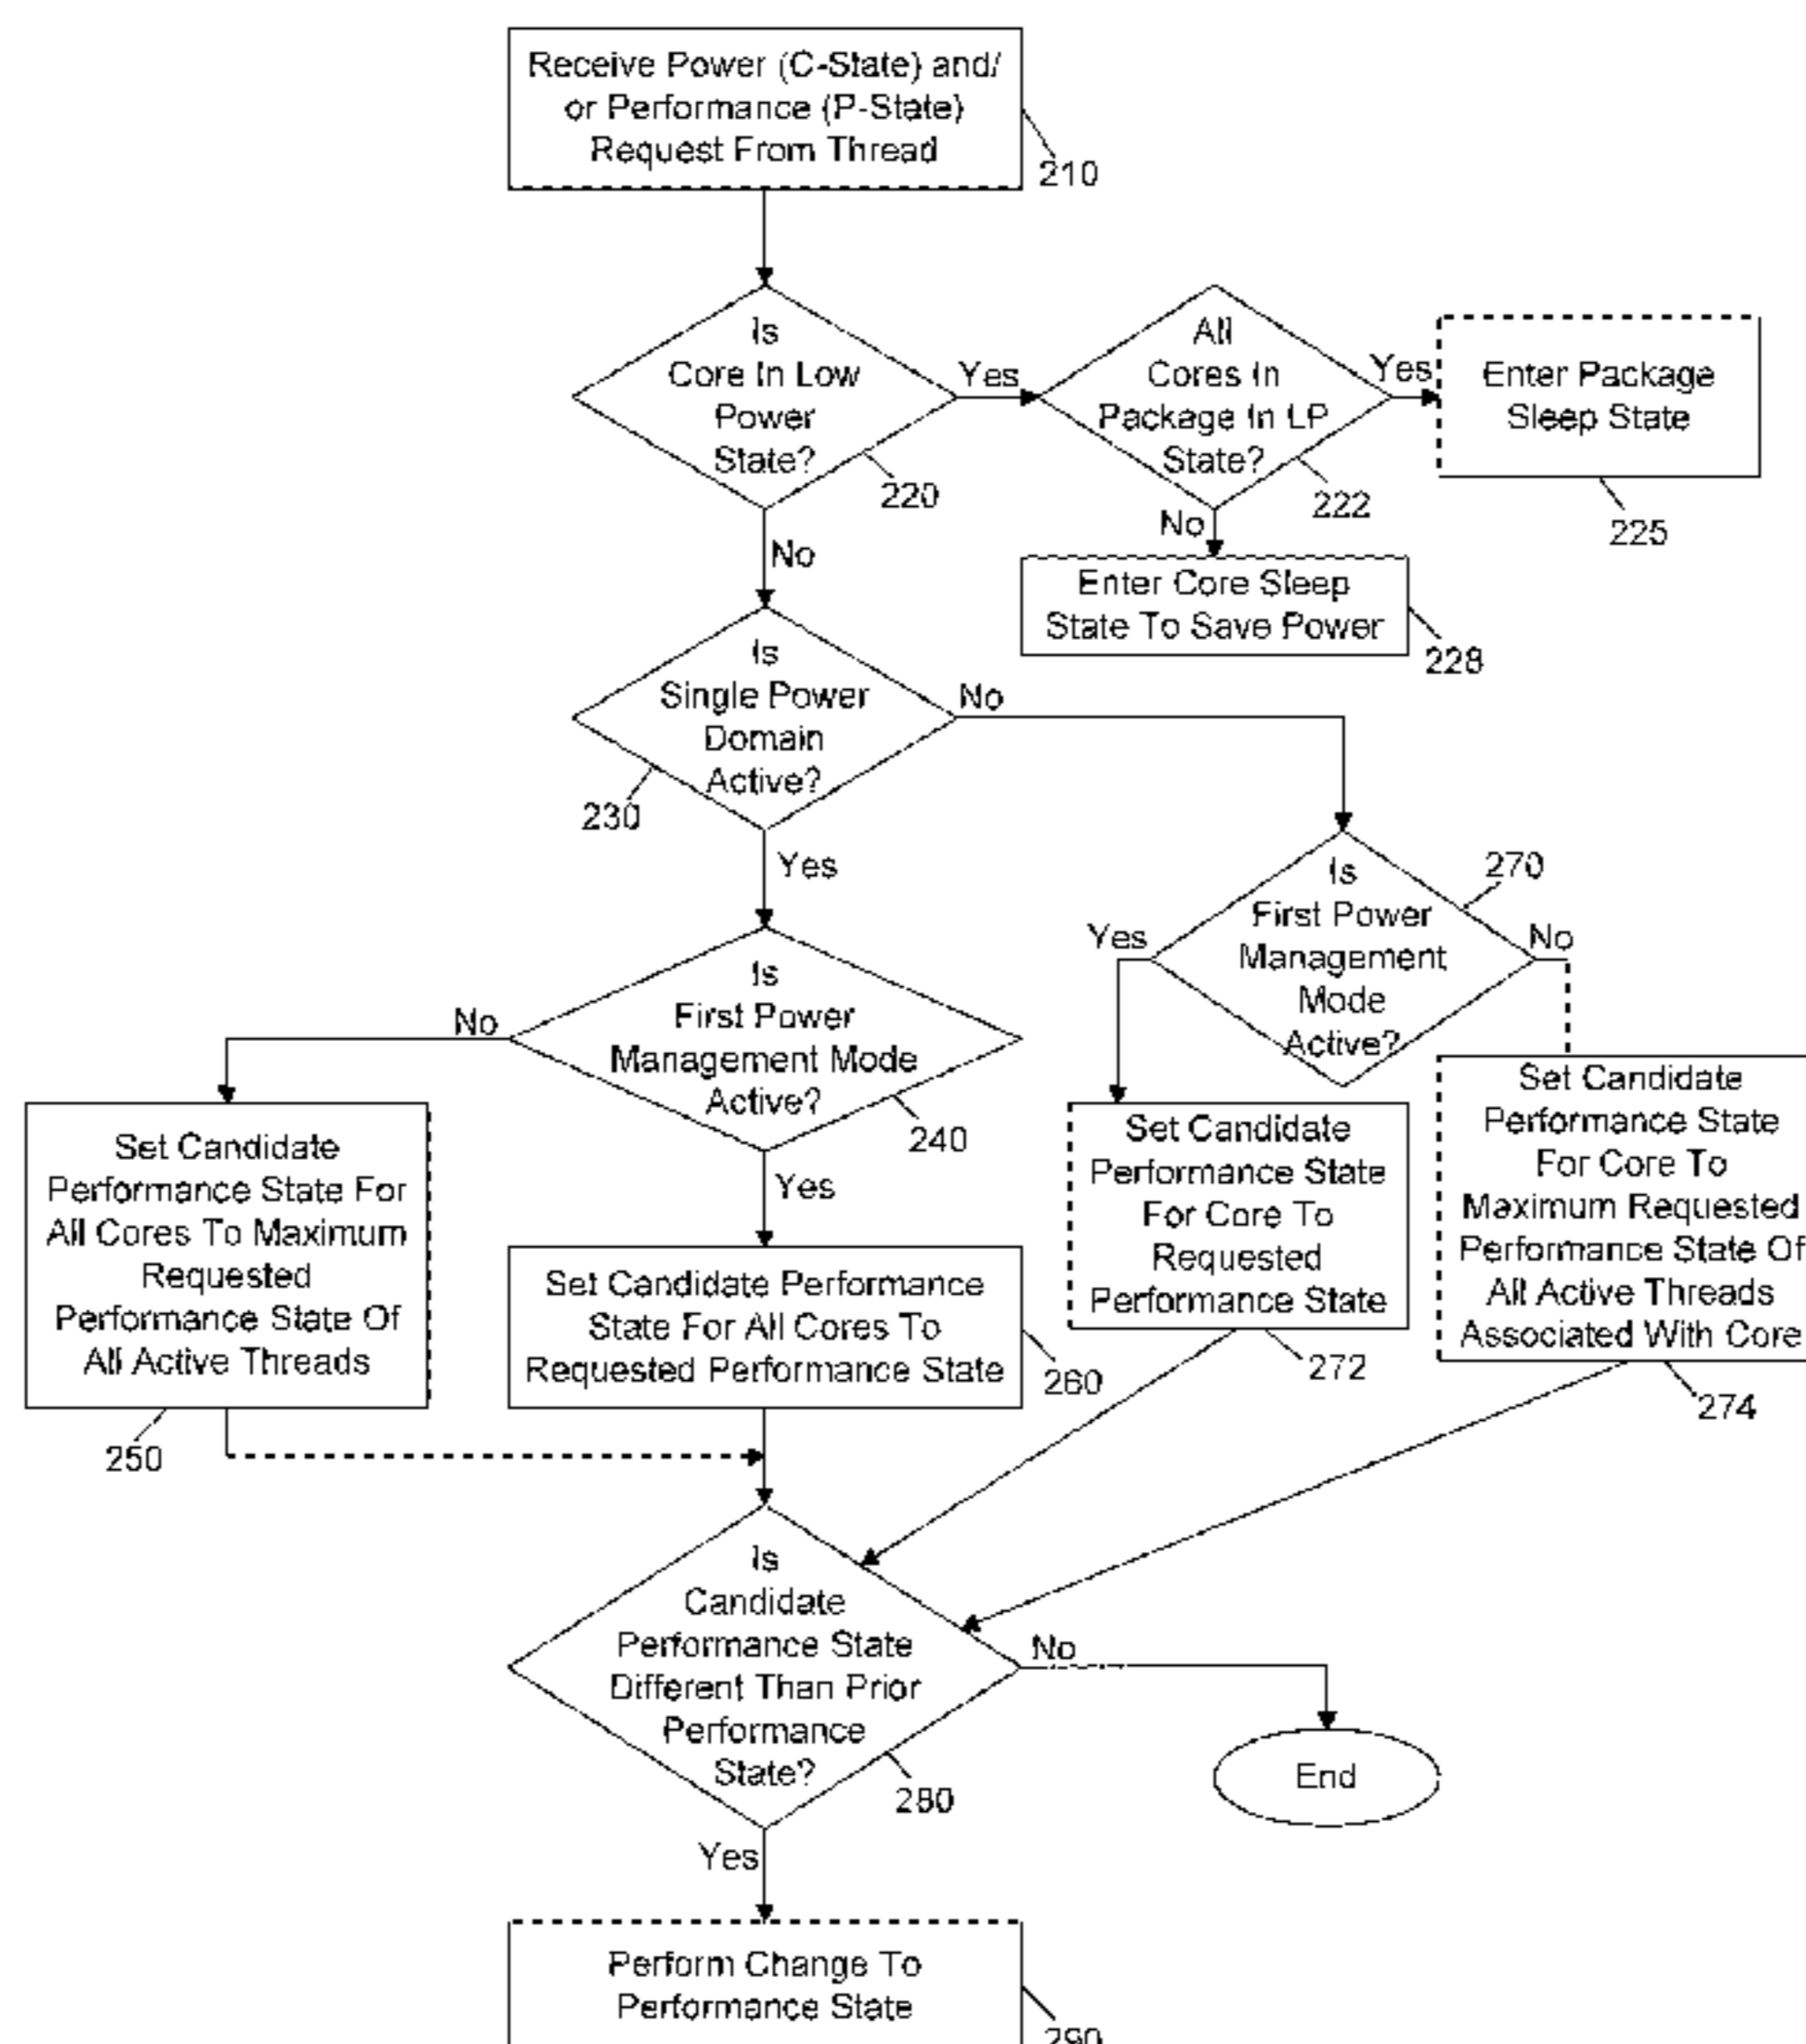 Receive Power (C-State) and/
or Performance (P-State)
Request From Thread
210
Is
Core In Low
Power
State?
220
Yes
All
Cores In
Package In LP
State?
222
Yes
Enter Package
Sleep State
225
No
Enter Core Sleep
State To Save Power
228
No
Is
Single Power
Domain
Active?
230
No
Yes
Is
First Power
Management Mode
Active?
240
Is
First Power
Management
Mode
Active?
270
Yes
No
No
Set Candidate
Performance State For
All Cores To Maximum
Requested
Performance State Of
All Active Threads
250
Yes
Set Candidate Performance
State For All Cores To
Requested Performance State
260
Set Candidate
Performance State
For Core To
Requested
Performance State
272
Set Candidate
Performance State
For Core To
Maximum Requested
Performance State Of
All Active Threads
Associated With Core
274
Is
Candidate
Performance State
Different Than Prior
Performance
State?
280
No
End
Yes
Perform Change To
Performance State
290